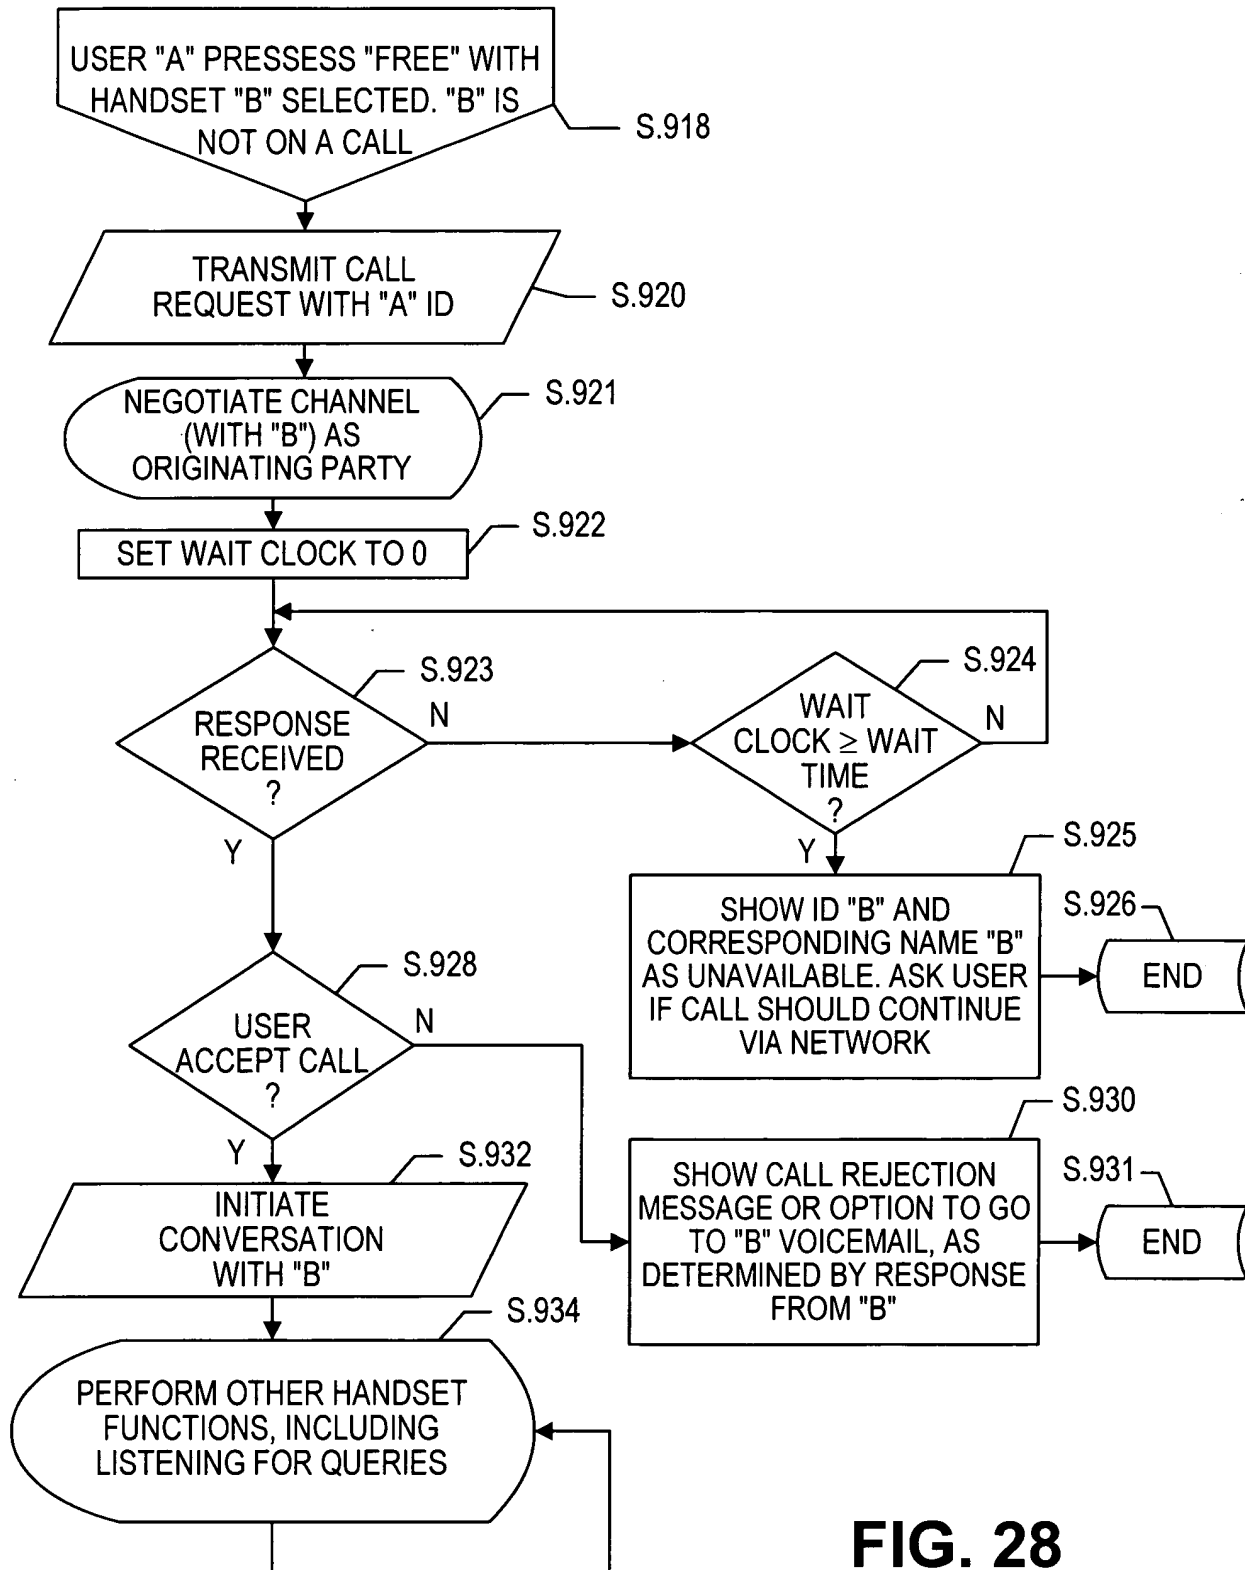 USER "A" PRESSESS "FREE" WITH
HANDSET "B" SELECTED. "B" IS
NOT ON A CALL
S.918
TRANSMIT CALL
REQUEST WITH "A" ID
S.920
NEGOTIATE CHANNEL
(WITH "B") AS
ORIGINATING PARTY
S.921
SET WAIT CLOCK TO 0
S.922
RESPONSE
RECEIVED
?
S.923
N
Y
WAIT
CLOCK ≥ WAIT
TIME
?
S.924
N
Y
SHOW ID "B" AND
CORRESPONDING NAME "B"
AS UNAVAILABLE. ASK USER
IF CALL SHOULD CONTINUE
VIA NETWORK
S.925
END
S.926
USER
ACCEPT CALL
?
S.928
N
Y
SHOW CALL REJECTION
MESSAGE OR OPTION TO GO
TO "B" VOICEMAIL, AS
DETERMINED BY RESPONSE
FROM "B"
S.930
END
S.931
INITIATE
CONVERSATION
WITH "B"
S.932
PERFORM OTHER HANDSET
FUNCTIONS, INCLUDING
LISTENING FOR QUERIES
S.934
FIG. 28